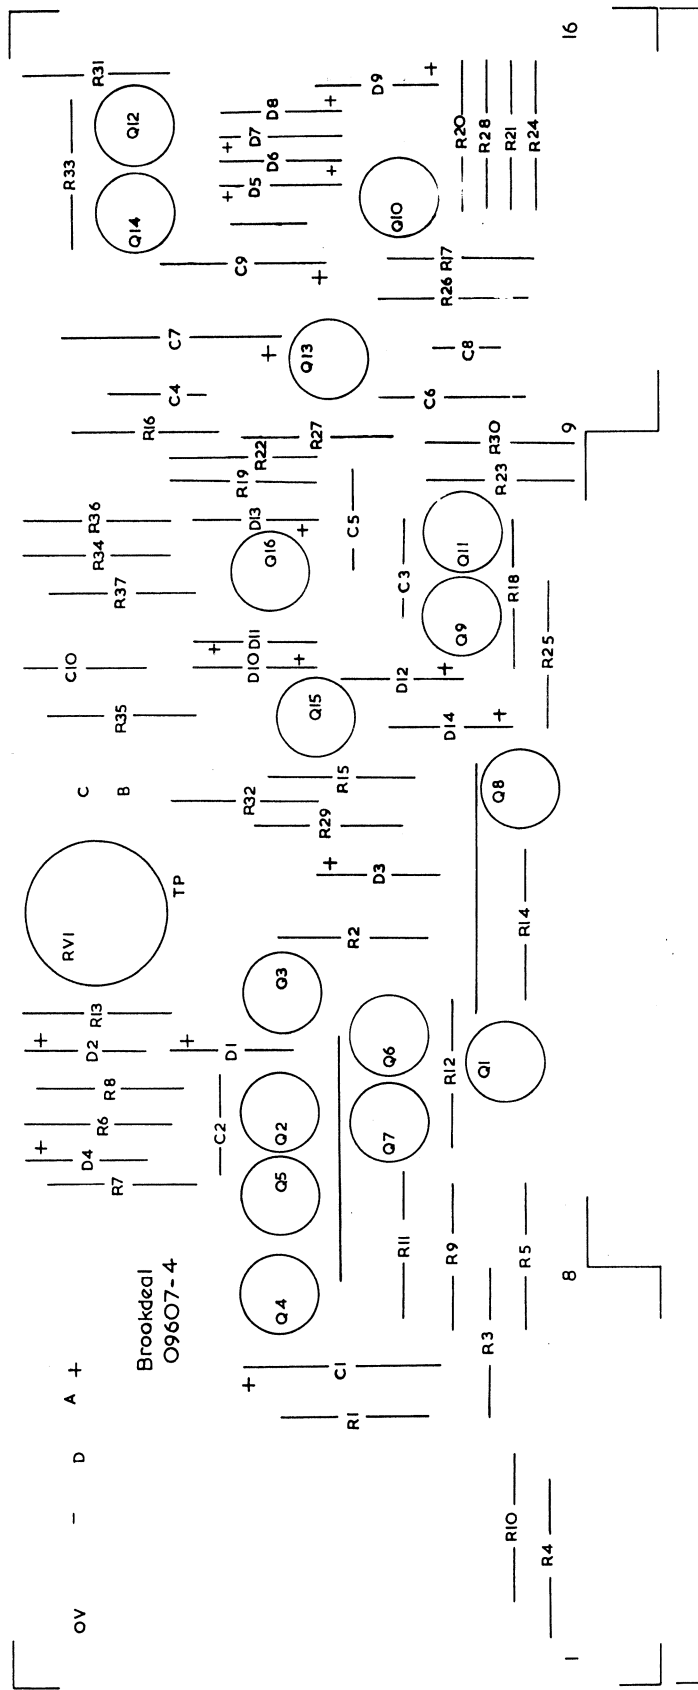 OV
-
D
A +
RV1
C
C10
R33
+
D4
+
D2
R13
R34
R36
R31
R6
R8
R7
R35
B
R37
Q14
Q12
Brookdeal
09607-4
R16
TP
C4
C7
+
D1
C2
+
D11
R19
C9
+
D5
+
D7
+
C1
R32
D10
D13
R22
D6
D8
Q4
Q5
Q2
Q3
Q16
+
+
+
Q15
R27
Q13
+
+
+
R29
+
R15
R1
R2
C5
D3
D9
Q7
Q6
D12
C3
Q10
R11
+
D14
C6
R26
R17
+
R9
R12
Q9
Q11
C8
R20
R3
Q1
Q8
+
R23
R30
R28
R10
R18
R21
R5
R14
R24
R4
R25
1
8
9
16